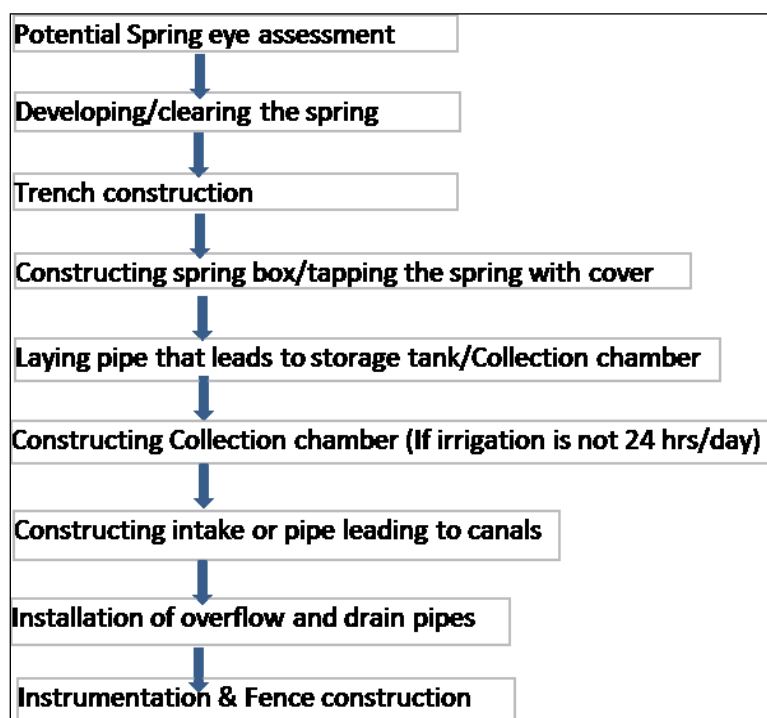 Potential Spring eye assessment
Developing/clearing the spring
Trench construction
Constructing spring box/tapping the spring with cover
Laying pipe that leads to storage tank/Collection chamber
Constructing Collection chamber (If irrigation is not 24 hrs/day)
Constructing intake or pipe leading to canals
Installation of overflow and drain pipes
Instrumentation & Fence construction